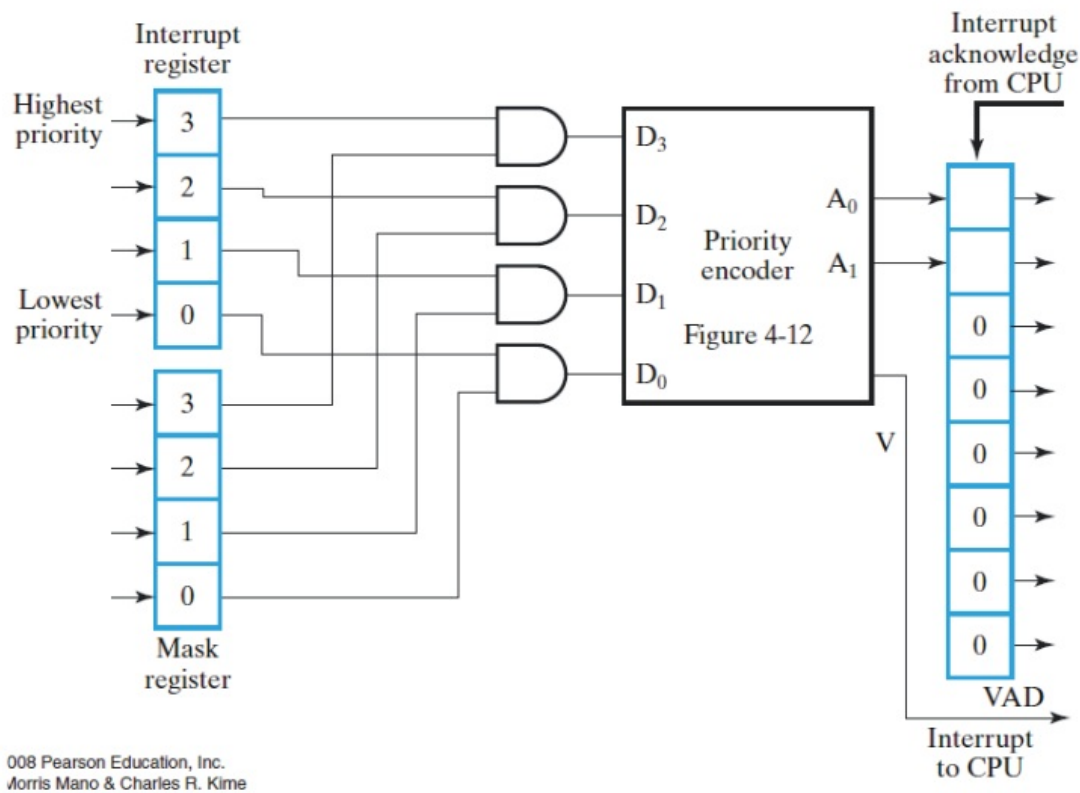 Interrupt
register
Highest
priority
3
2
1
Lowest
priority
0
3
2
1
0
Mask
register
D3
D2
D1
D0
Priority
encoder
Figure 4-12
A0
A1
V
Interrupt
acknowledge
from CPU
0
0
0
0
0
0
VAD
Interrupt
to CPU
008 Pearson Education, Inc.
Morris Mano & Charles R. Kime